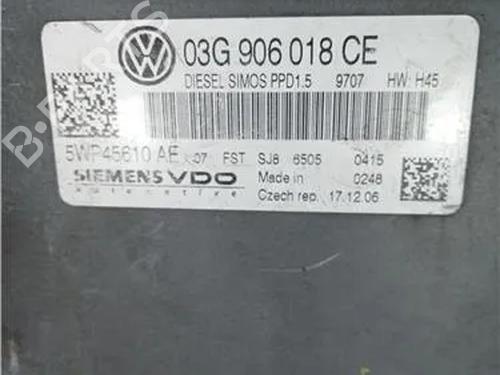 03G 906 018 CE
DIESEL SIMOS PPD1.5 9707 HW: H45
5WP45610 AE 07 FST SJ8 6505 0415
SIEMENS VDO Made in 0248
automotive Czech rep. 17.12.06